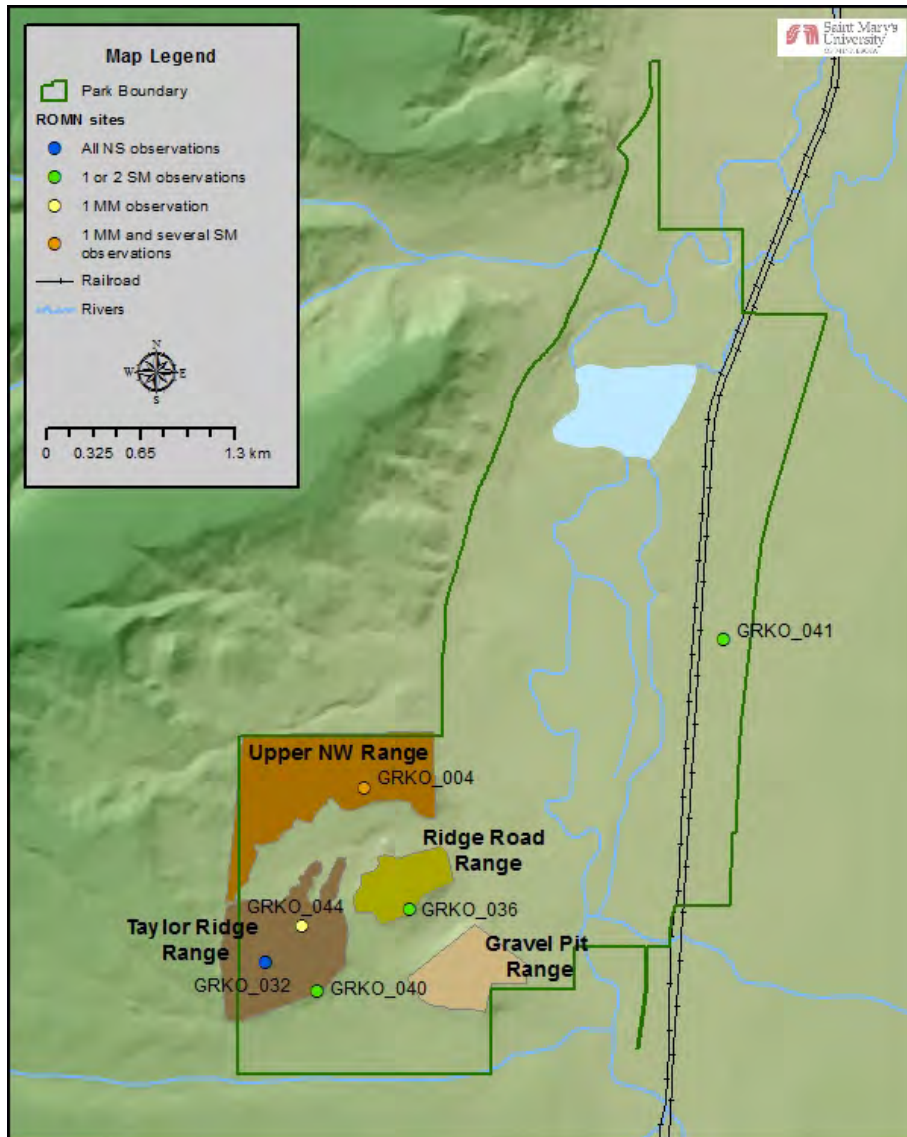 Saint Mary's
University
Map Legend
Park Boundary
ROMN sites
All NS observations
1 or 2 SM observations
1 MM observation
1 MM and several SM
observations
Railroad
Rivers
N
W
E
S
0 0.325 0.65 1.3 km
GRKO_041
Upper NW Range
GRKO_004
Ridge Road
Range
GRKO_044
GRKO_036
Taylor Ridge
Range
Gravel Pit
Range
GRKO_032
GRKO_040